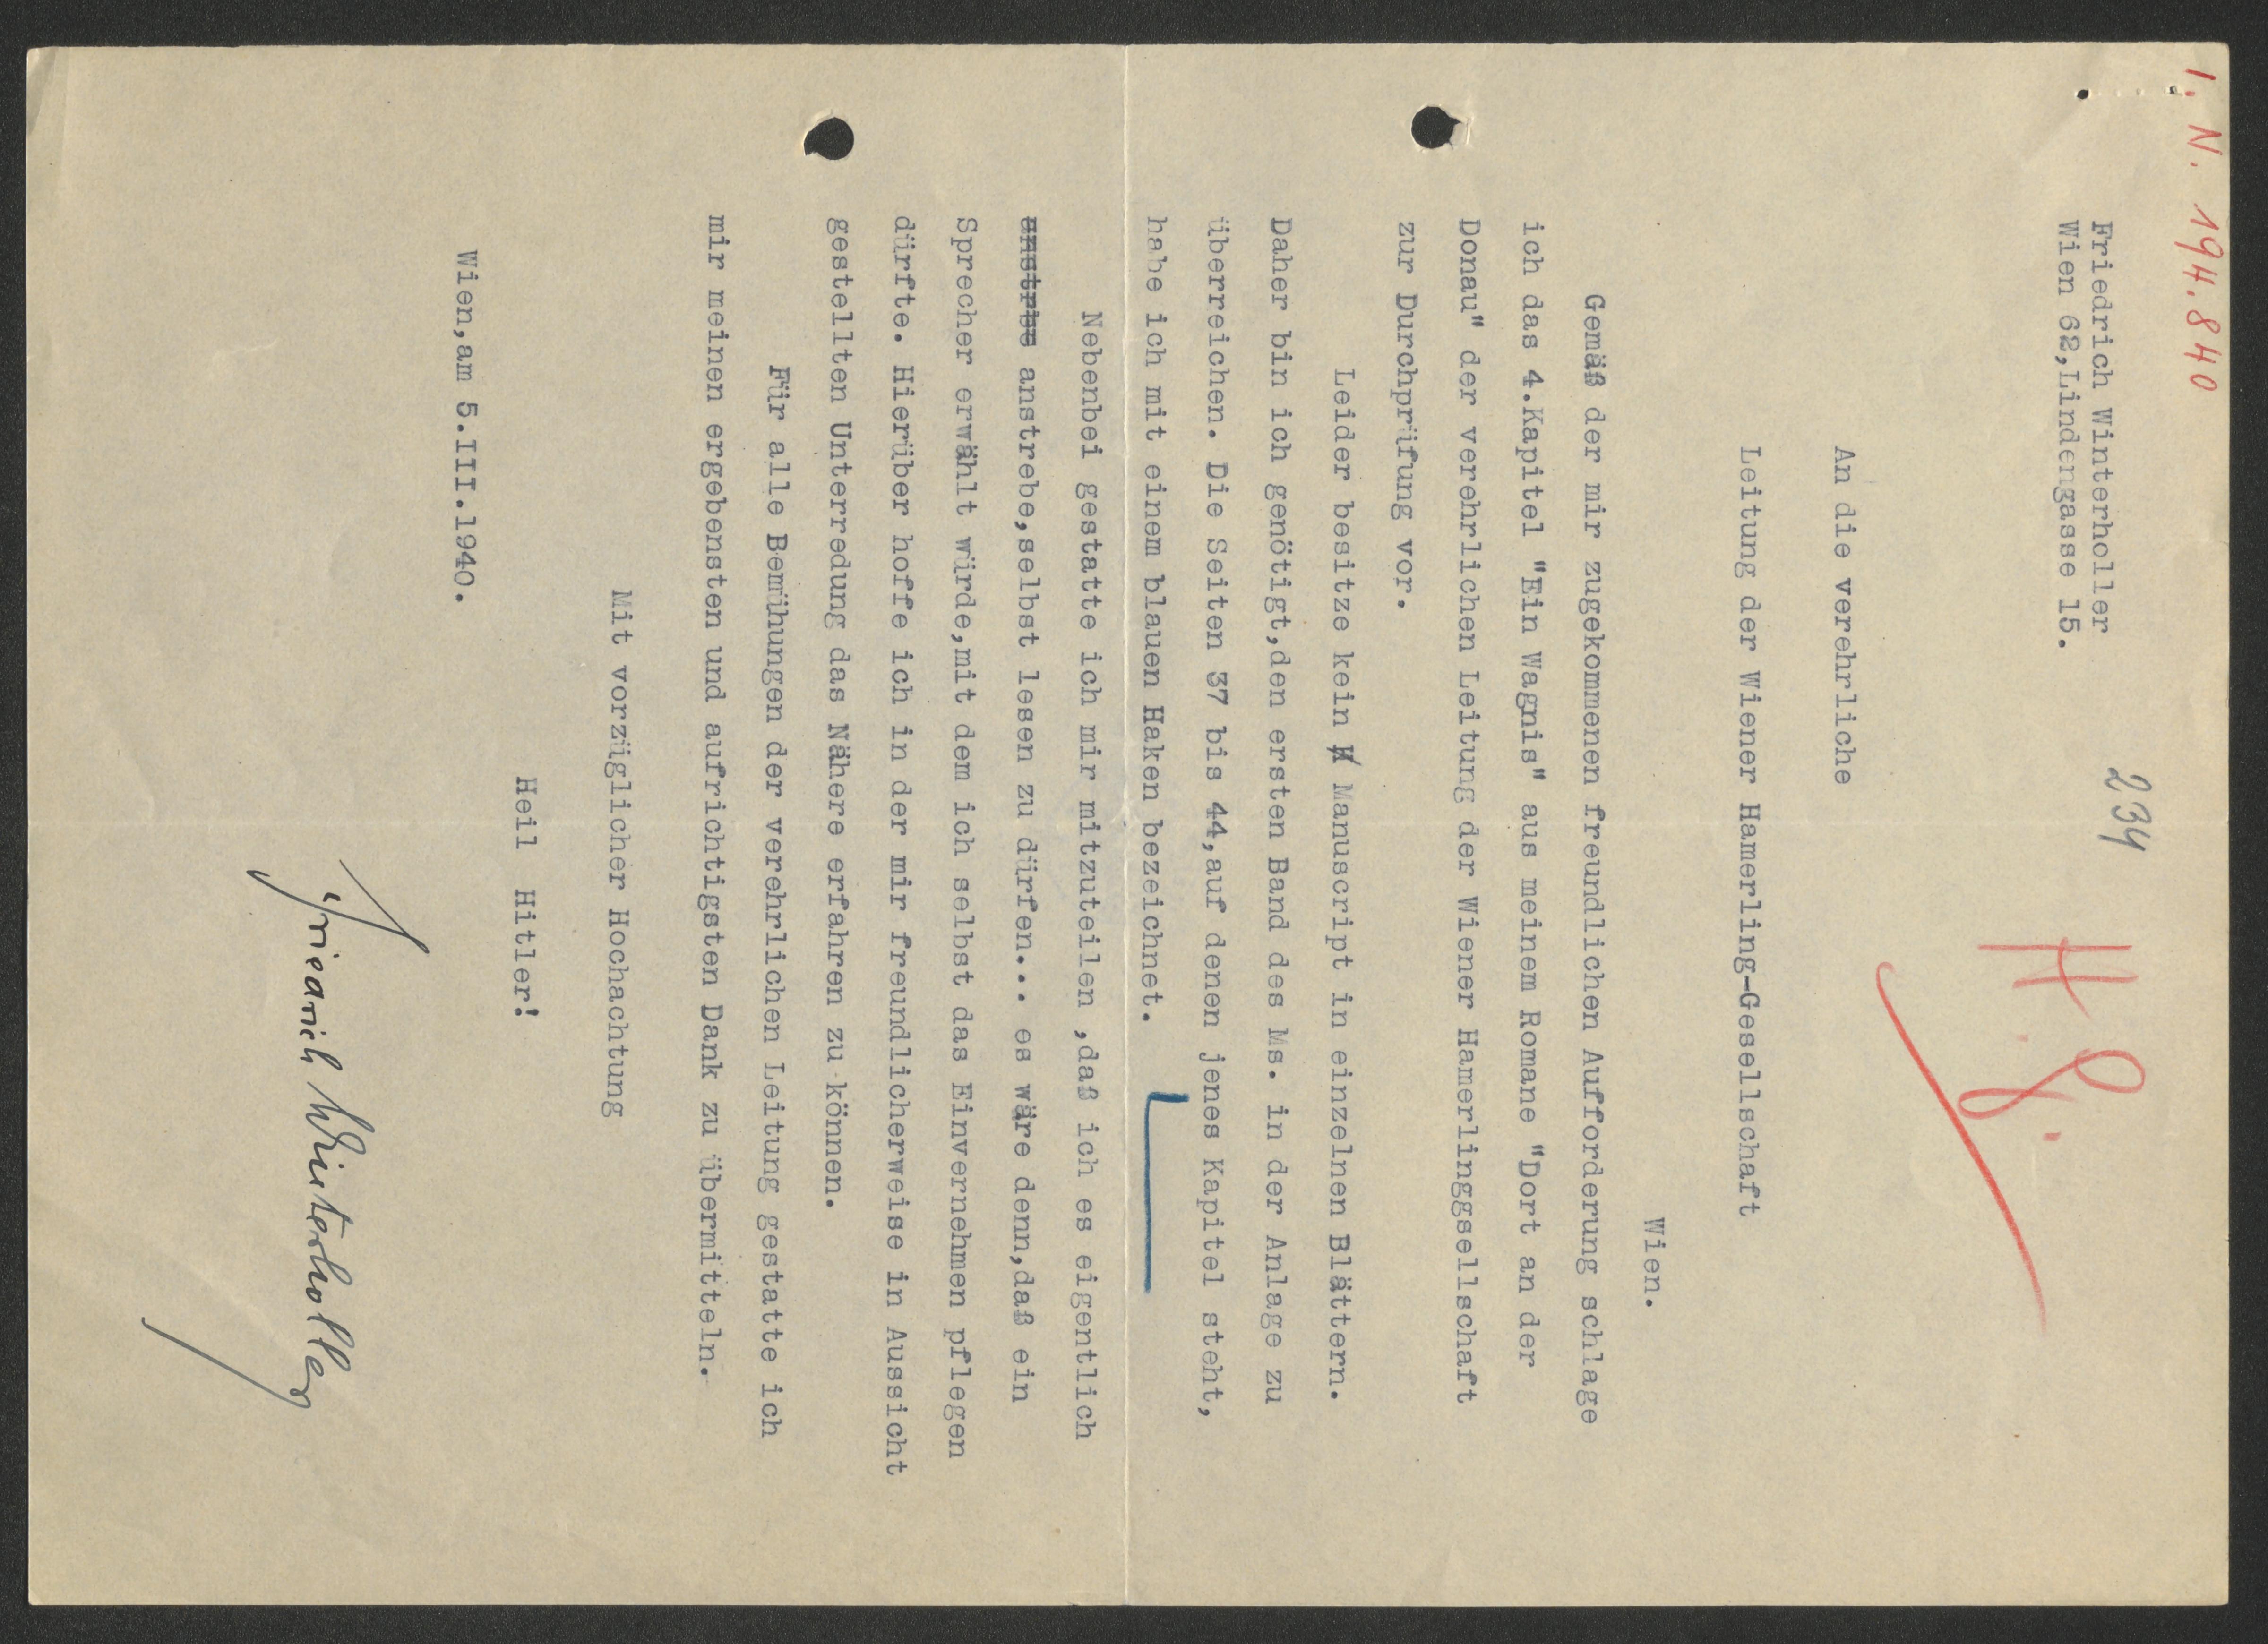 I. N. 194.840
Friedrich Winterholler
Wien 62,Lindengasse 15.
234
H. G.
An die verehrliche
Leitung der Wiener Hamerling-Gesellschaft
Wien.
Gemäß der mir zugekommenen freundlichen Aufforderung schlage
ich das 4.Kapitel "Ein Wagnis" aus meinem Romane "Dort an der
Donau" der verehrlichen Leitung der Wiener Hamerlinggsellschaft
zur Durchprüfung vor.
Leider besitze kein H Manuscript in einzelnen Blättern.
Daher bin ich genötigt,den ersten Band des Ms. in der Anlage zu
überreichen. Die Seiten 37 bis 44,auf denen jenes Kapitel steht,
habe ich mit einem blauen Haken bezeichnet.
Nebenbei gestatte ich mir mitzuteilen ,daß ich es eigentlich
anstrbe anstrebe,selbst lesen zu dürfen... es wäre denn,daß ein
Sprecher erwählt würde,mit dem ich selbst das Einvernehmen pflegen
dürfte. Hierüber hoffe ich in der mir freundlicherweise in Aussicht
gestellten Unterredung das Nähere erfahren zu können.
Für alle Bemühungen der verehrlichen Leitung gestatte ich
mir meinen ergebensten und aufrichtigsten Dank zu übermitteln.
Mit vorzüglicher Hochachtung
Heil Hitler!
Wien,am 5.III.1940.
Friedrich Winterholler